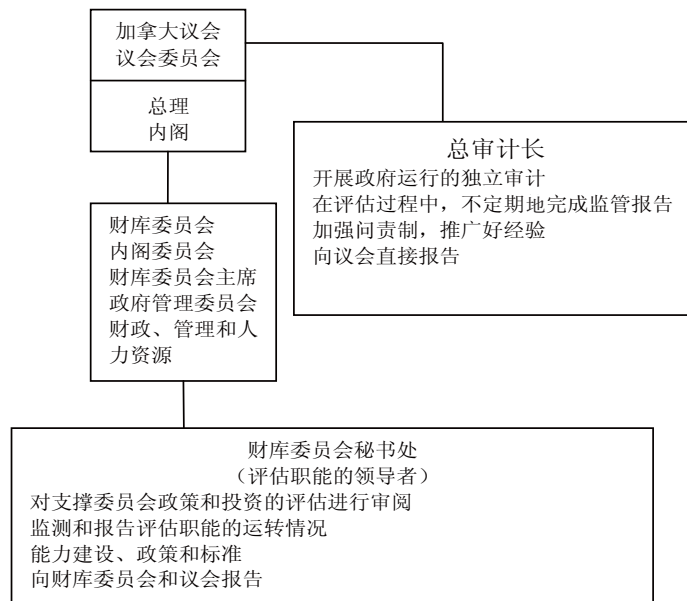 加拿大议会
议会委员会
总理
内阁
总审计长
开展政府运行的独立审计
在评估过程中，不定期地完成监管报告
加强问责制，推广好经验
向议会直接报告
财库委员会
内阁委员会
财库委员会主席
政府管理委员会
财政、管理和人
力资源
财库委员会秘书处
（评估职能的领导者）
对支撑委员会政策和投资的评估进行审阅
监测和报告评估职能的运转情况
能力建设、政策和标准
向财库委员会和议会报告